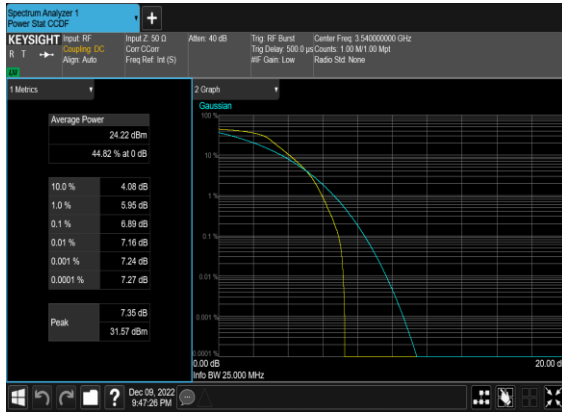 Spectrum Analyzer 1
Power Stat CCDF
+
KEYSIGHT Input: RF Input Z: 50 Ω Atten: 40 dB Trig: RF Burst Center Freq: 3.540000000 GHz
R T Coupling: DC Corr CCorr Trig Delay: 500.0 µs Counts: 1.00 M/1.00 Mpt
Align: Auto Freq Ref: Int (S) #IF Gain: Low Radio Std: None
1 Metrics
2 Graph
Gaussian
Average Power
24.22 dBm
44.82 % at 0 dB
10.0 % 4.08 dB
1.0 % 5.95 dB
0.1 % 6.89 dB
0.01 % 7.16 dB
0.001 % 7.24 dB
0.0001 % 7.27 dB
Peak
7.35 dB
31.57 dBm
100 %
10 %
1 %
0.1 %
0.01 %
0.001 %
0.0001 %
0.00 dB 20.00 d
Info BW 25.000 MHz
?
Dec 09, 2022
9:47:26 PM